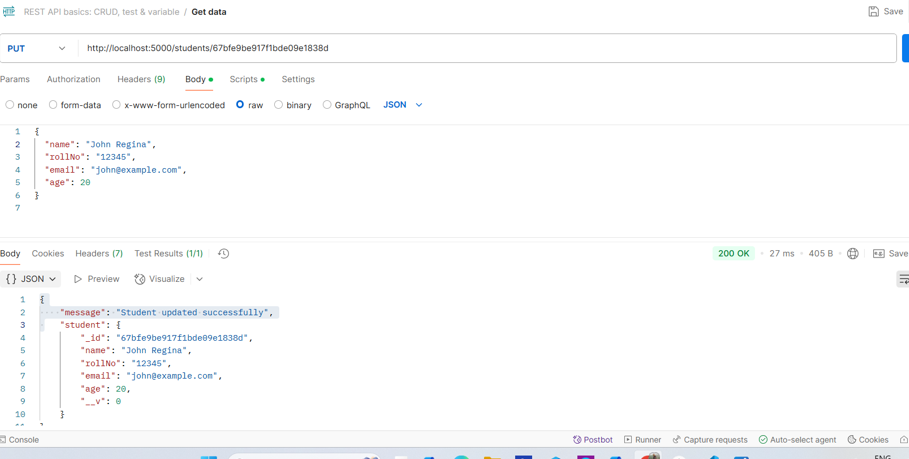 REST API basics: CRUD, test & variable / Get data
Save
PUT http://localhost:5000/students/67bfe9be917f1bde09e1838d
Params Authorization Headers (9) Body Scripts Settings
none form-data x-www-form-urlencoded raw binary GraphQL JSON
1 {
2 "name": "John Regina",
3 "rollNo": "12345",
4 "email": "john@example.com",
5 "age": 20
6 }
7
Body Cookies Headers (7) Test Results (1/1)
200 OK • 27 ms • 405 B
Save
{} JSON Preview Visualize
1 {
2 "message": "Student updated successfully",
3 "student": {
4 "_id": "67bfe9be917f1bde09e1838d",
5 "name": "John Regina",
6 "rollNo": "12345",
7 "email": "john@example.com",
8 "age": 20,
9 "__v": 0
10 }
Console Postbot Runner Capture requests Auto-select agent Cookies
ENG